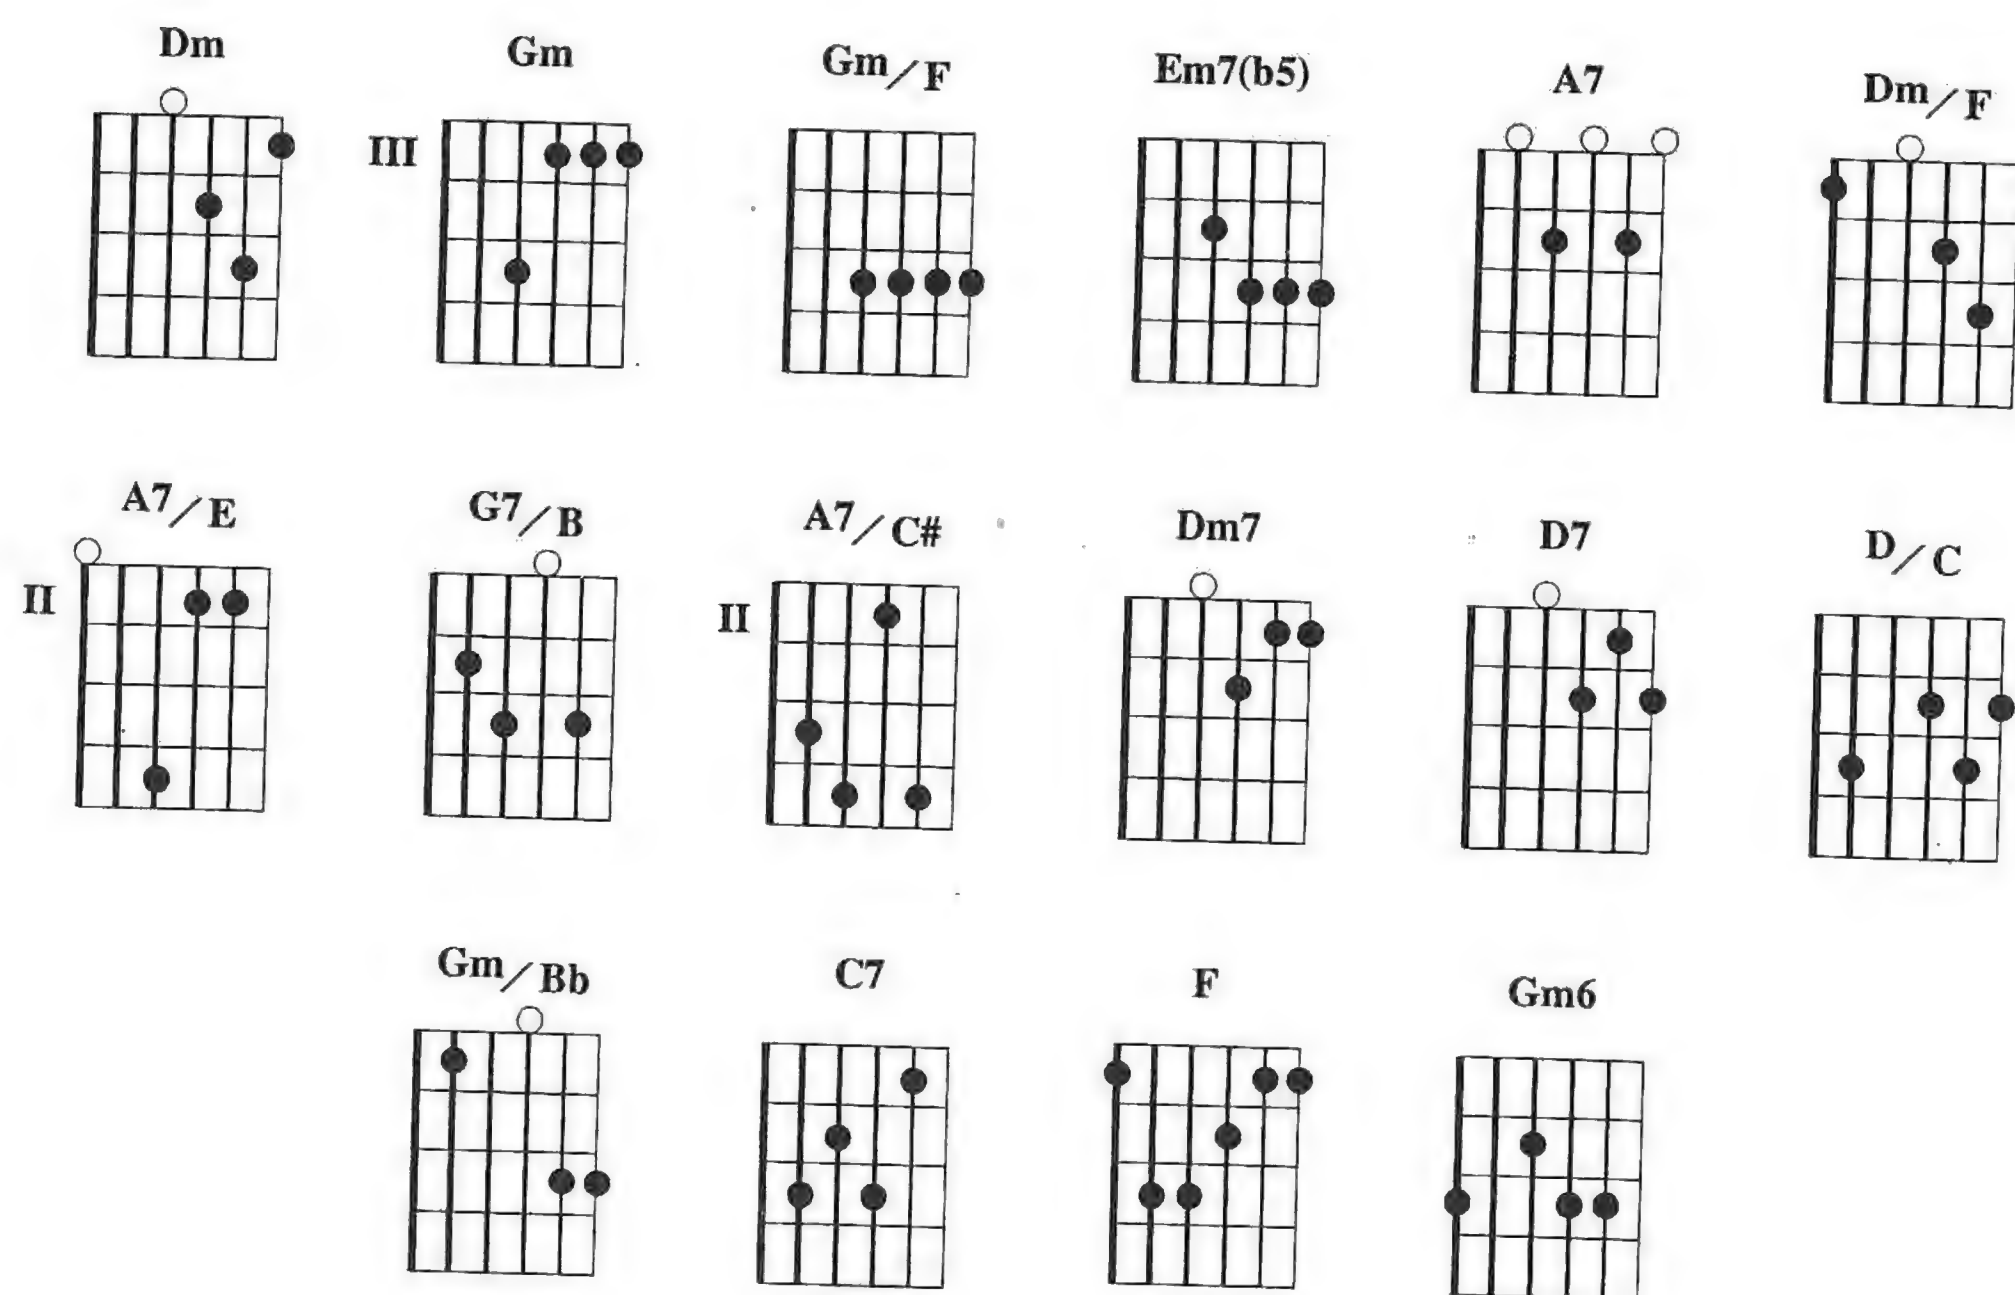 Dm Gm Gm/F Em7(b5) A7 Dm/F
III
A7/E G7/B A7/C# Dm7 D7 D/C
II II
Gm/Bb C7 F Gm6